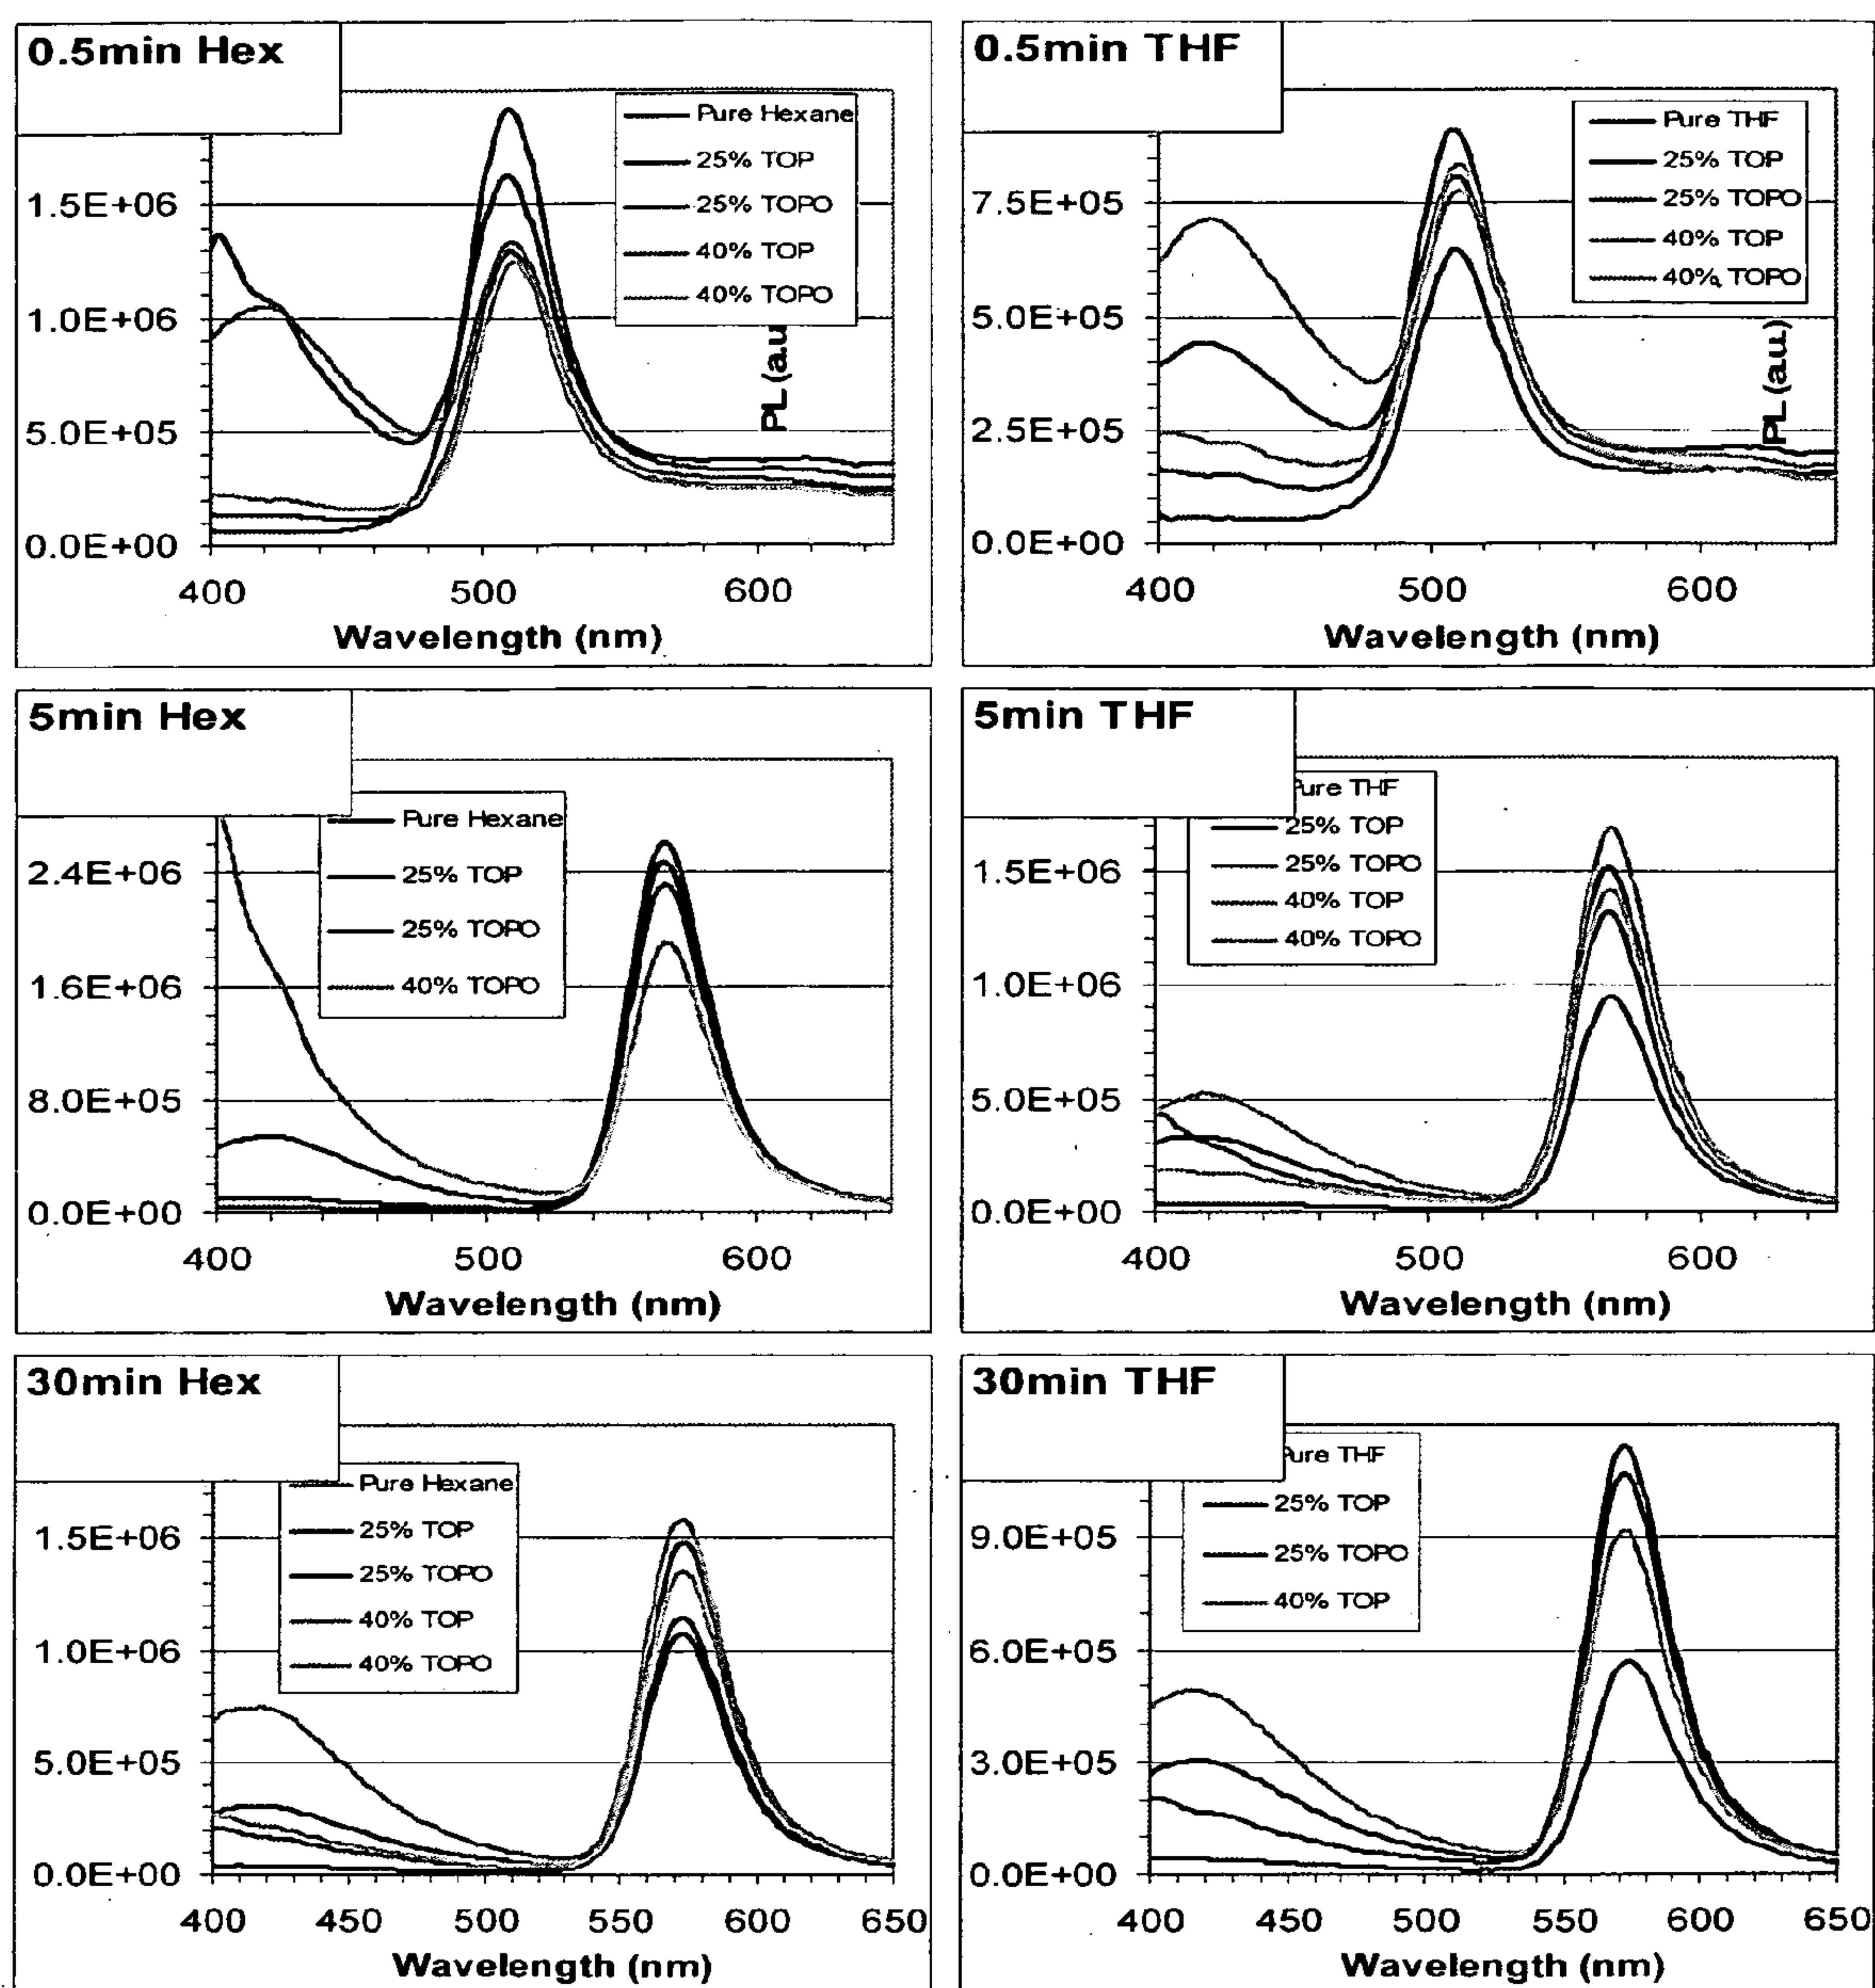 0.5min Hex
Pure Hexane
25% TOP
25% TOPO
40% TOP
40% TOPO
1.5E+06
1.0E+06
5.0E+05
0.0E+00
PL (a.u
400 500 600
Wavelength (nm)
0.5min THF
Pure THF
25% TOP
25% TOPO
40% TOP
40% TOPO
7.5E+05
5.0E+05
2.5E+05
0.0E+00
PL (a.u.)
400 500 600
Wavelength (nm)
5min Hex
Pure Hexane
25% TOP
25% TOPO
40% TOPO
2.4E+06
1.6E+06
8.0E+05
0.0E+00
400 500 600
Wavelength (nm)
5min THF
Pure THF
25% TOP
25% TOPO
40% TOP
40% TOPO
1.5E+06
1.0E+06
5.0E+05
0.0E+00
400 500 600
Wavelength (nm)
30min Hex
Pure Hexane
25% TOP
25% TOPO
40% TOP
40% TOPO
1.5E+06
1.0E+06
5.0E+05
0.0E+00
400 450 500 550 600 650
Wavelength (nm)
30min THF
Pure THF
25% TOP
25% TOPO
40% TOP
9.0E+05
6.0E+05
3.0E+05
0.0E+00
400 450 500 550 600 650
Wavelength (nm)